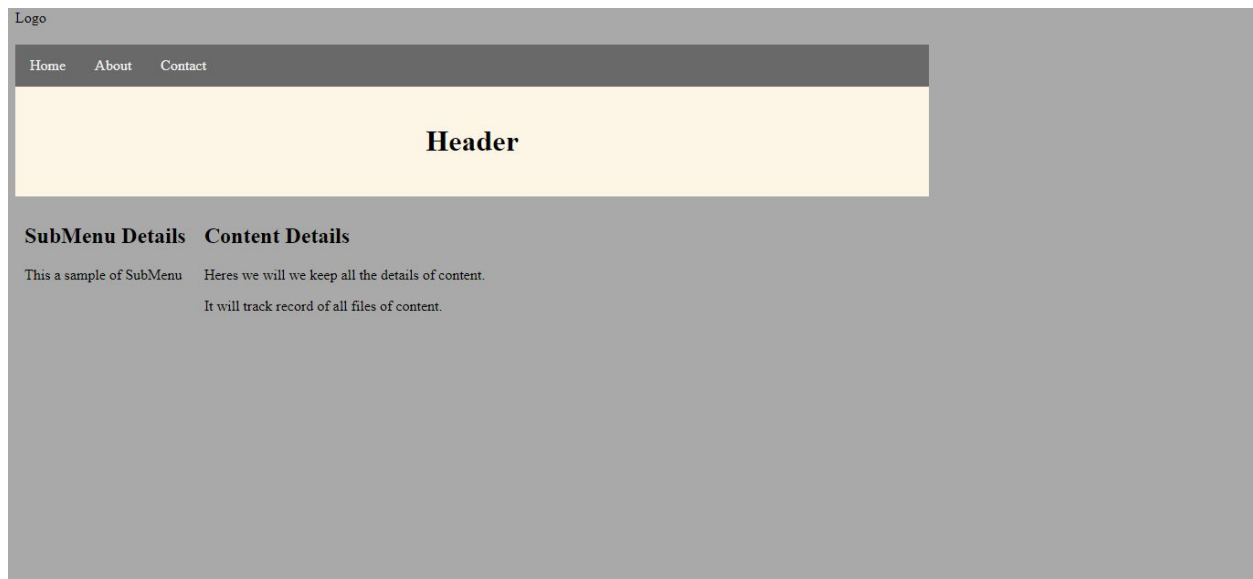 Logo
Home About Contact
Header
SubMenu Details
This a sample of SubMenu
Content Details
Heres we will we keep all the details of content.
It will track record of all files of content.